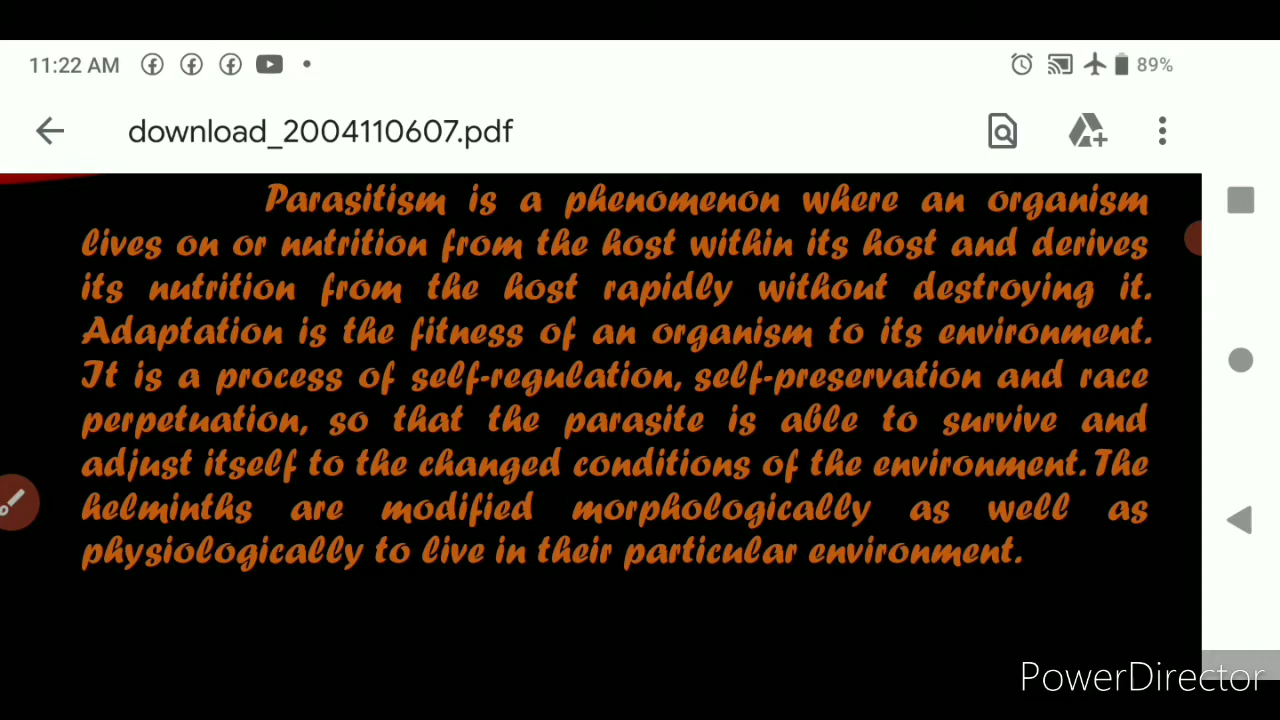 11:22 AM
89%
download_2004110607.pdf
Parasitism is a phenomenon where an organism
lives on or nutrition from the host within its host and derives
its nutrition from the host rapidly without destroying it.
Adaptation is the fitness of an organism to its environment.
It is a process of self-regulation, self-preservation and race
perpetuation, so that the parasite is able to survive and
adjust itself to the changed conditions of the environment. The
helminths are modified morphologically as well as
physiologically to live in their particular environment.
PowerDirector